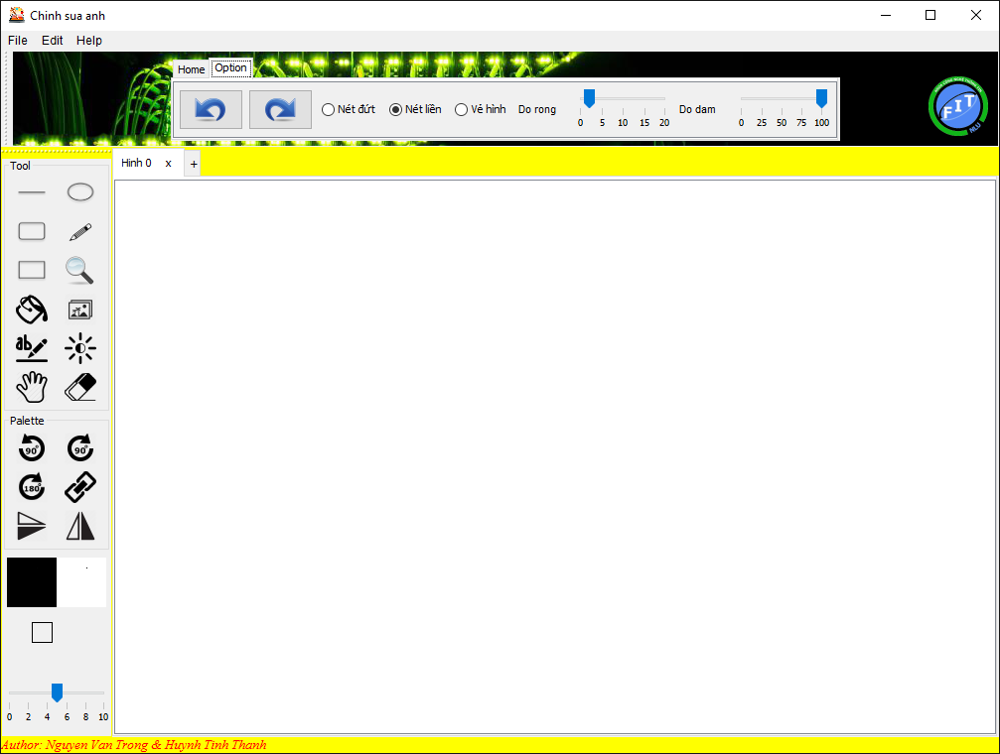 Chinh sua anh
File Edit Help
Home Option
Nét đứt Nét liền Vẽ hình Do rong 0 5 10 15 20 Do dam 0 25 50 75 100
FIT
NLU
Tool
Hinh 0 x +
ab
Palette
90° 90°
180°
0 2 4 6 8 10
Author: Nguyen Van Trong & Huynh Tinh Thanh